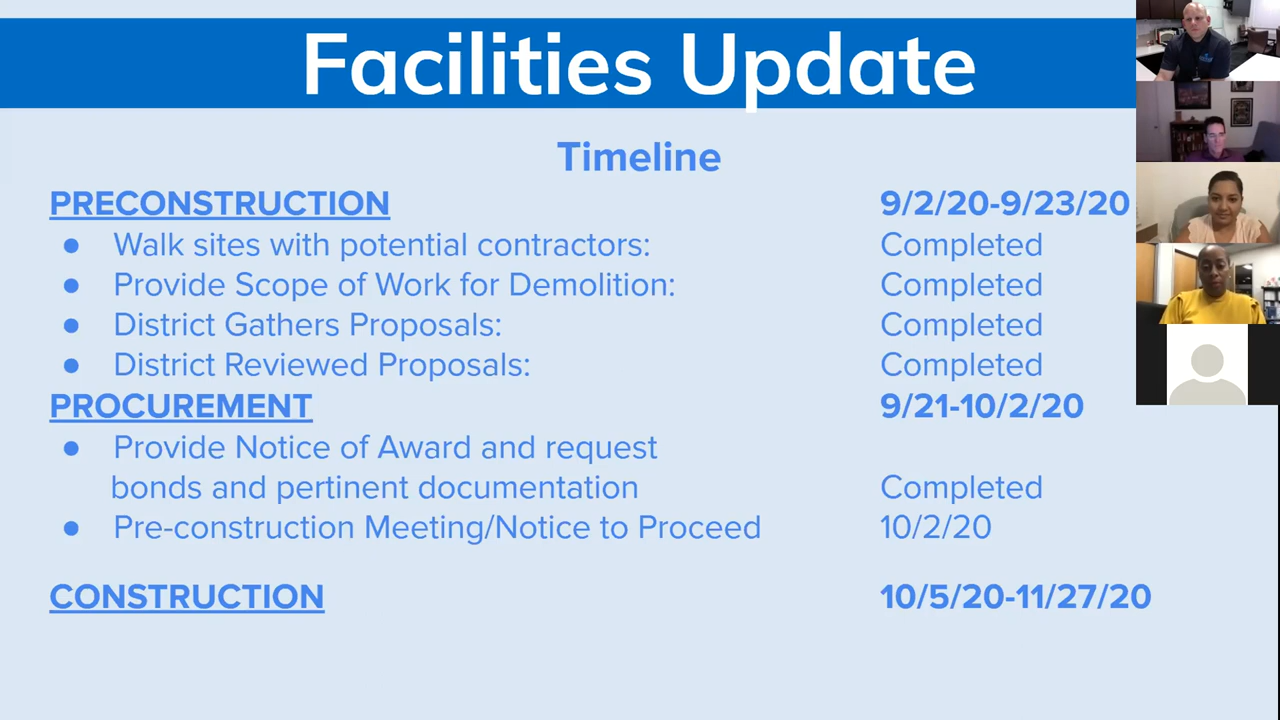 Facilities Update
Timeline
PRECONSTRUCTION 9/2/20-9/23/20
● Walk sites with potential contractors: Completed
● Provide Scope of Work for Demolition: Completed
● District Gathers Proposals: Completed
● District Reviewed Proposals: Completed
PROCUREMENT 9/21-10/2/20
● Provide Notice of Award and request
bonds and pertinent documentation Completed
● Pre-construction Meeting/Notice to Proceed 10/2/20
CONSTRUCTION 10/5/20-11/27/20